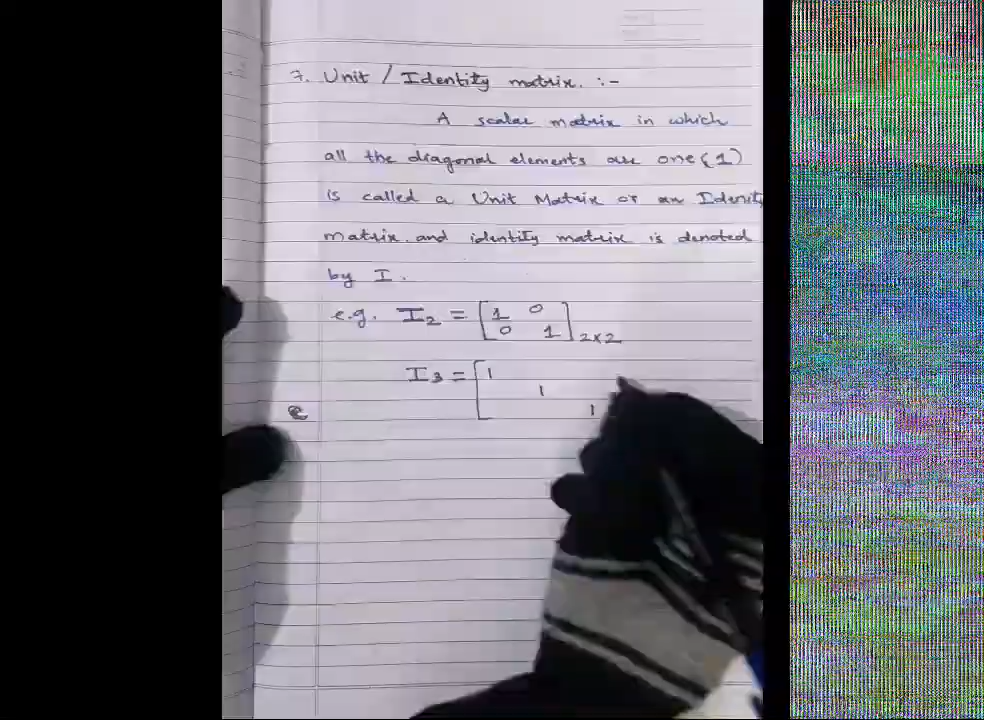 7. Unit / Identity matrix. :-
A scalar matrix in which
all the diagonal elements are one (1)
is called a Unit Matrix or an Idenity
matrix. and identity matrix is denoted
by I.
e.g. I₂ = [1 0
0 1] 2×2
I₃ = [1
1
1
e